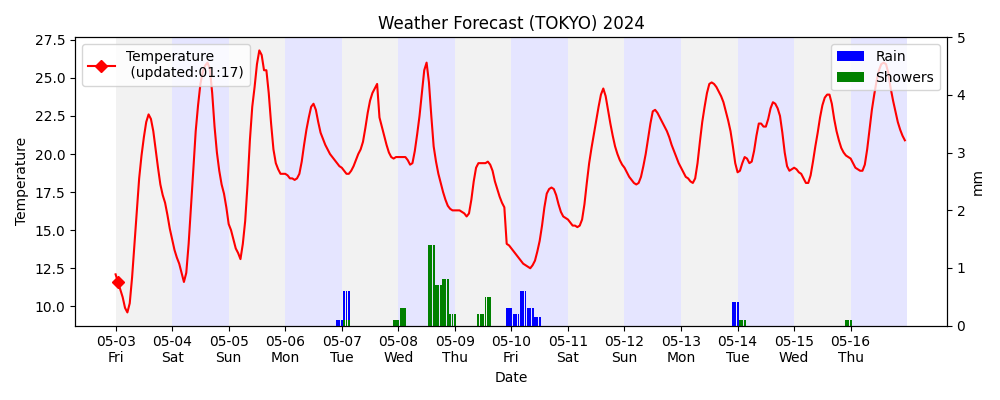 Weather Forecast (TOKYO) 2024
Temperature
(updated:01:17)
Rain
Showers
Temperature
27.5
25.0
22.5
20.0
17.5
15.0
12.5
10.0
5
4
3
2
1
0
mm
05-03 05-04 05-05 05-06 05-07 05-08 05-09 05-10 05-11 05-12 05-13 05-14 05-15 05-16
Fri Sat Sun Mon Tue Wed Thu Fri Sat Sun Mon Tue Wed Thu
Date